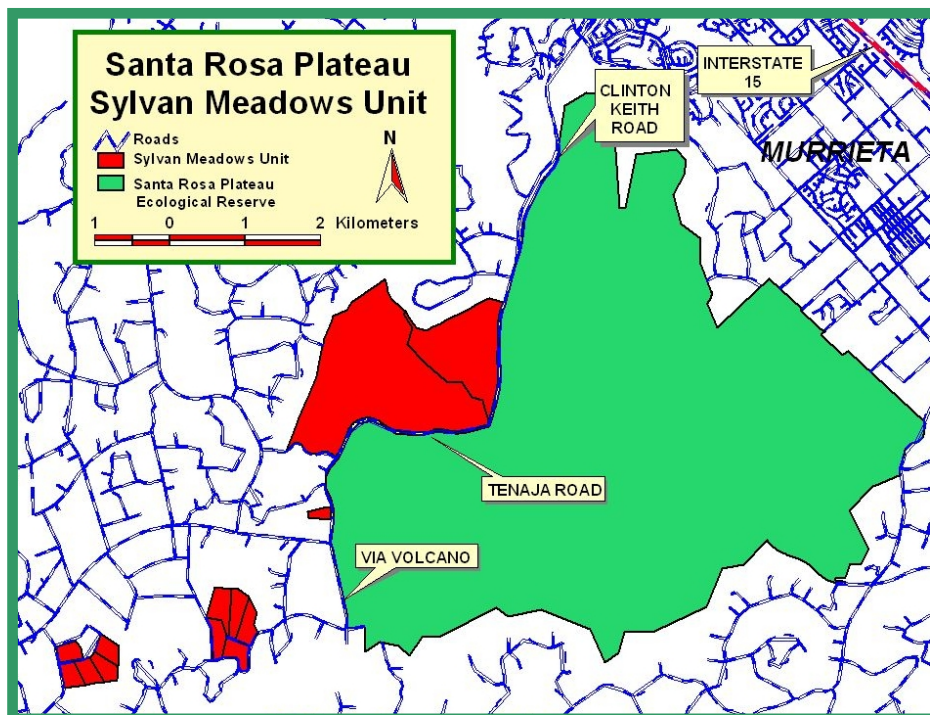 Santa Rosa Plateau
Sylvan Meadows Unit
Roads
Sylvan Meadows Unit
Santa Rosa Plateau
Ecological Reserve
N
1 0 1 2 Kilometers
CLINTON
KEITH
ROAD
INTERSTATE
15
MURRIETA
TENAJA ROAD
VIA VOLCANO